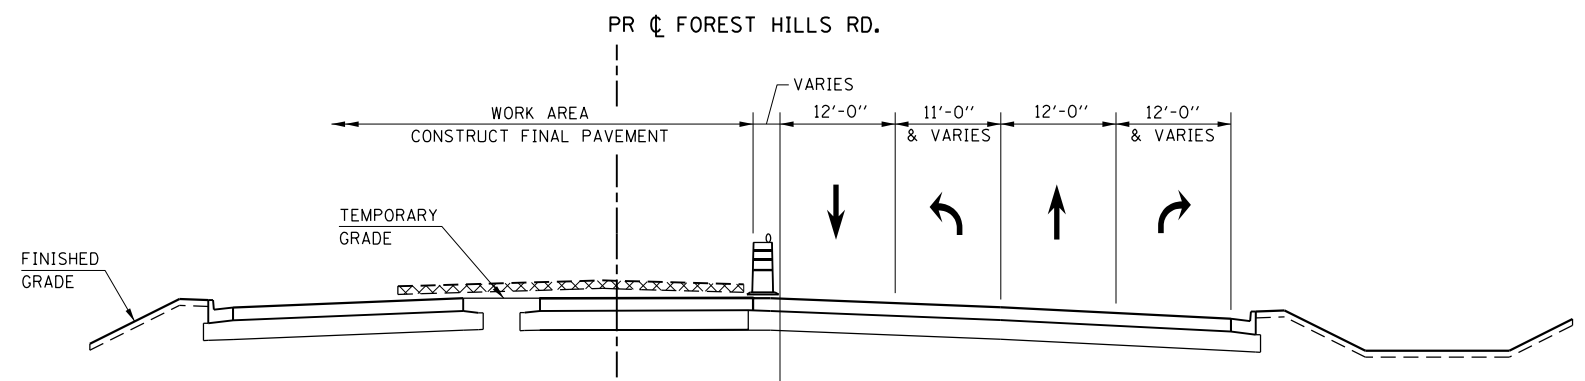 PR ℄ FOREST HILLS RD.
VARIES
WORK AREA
CONSTRUCT FINAL PAVEMENT
12'-0"
11'-0"
& VARIES
12'-0"
12'-0"
& VARIES
TEMPORARY
GRADE
FINISHED
GRADE